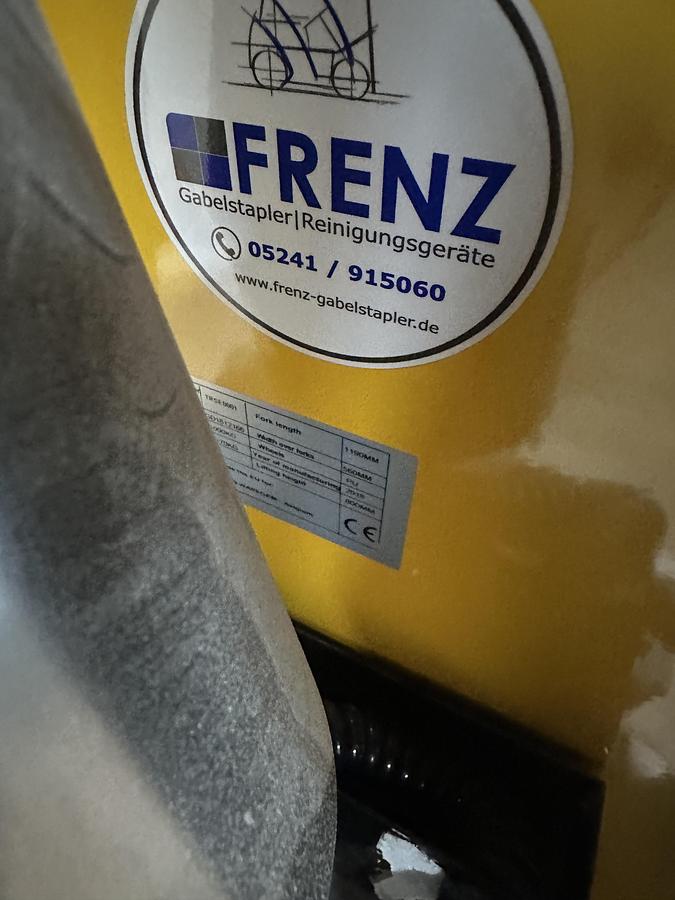 FRENZ
Gabelstapler|Reinigungsgeräte
05241 / 915060
www.frenz-gabelstapler.de
Fork length 1190MM
Width over forks 560MM
Wheels PU
Year of manufacturing
Lifting height 800MM
CE